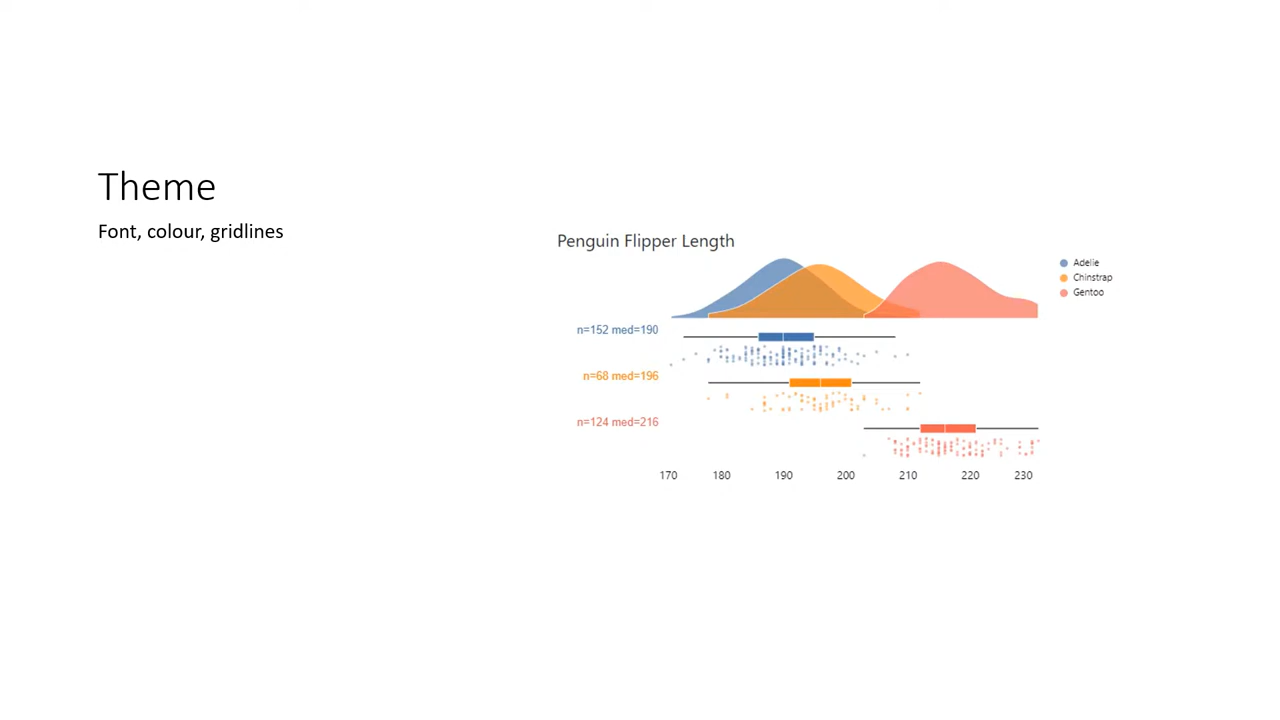 Theme
Font, colour, gridlines
Penguin Flipper Length
Adelie
Chinstrap
Gentoo
n=152 med=190
n=68 med=196
n=124 med=216
170 180 190 200 210 220 230